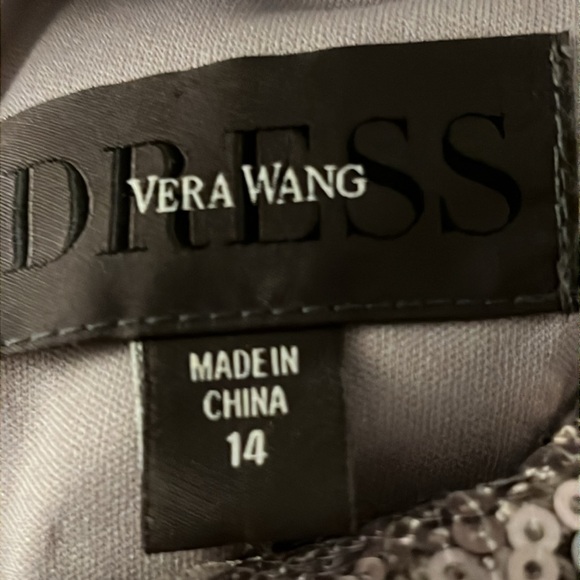 DRESS
VERA WANG
MADE IN
CHINA
14